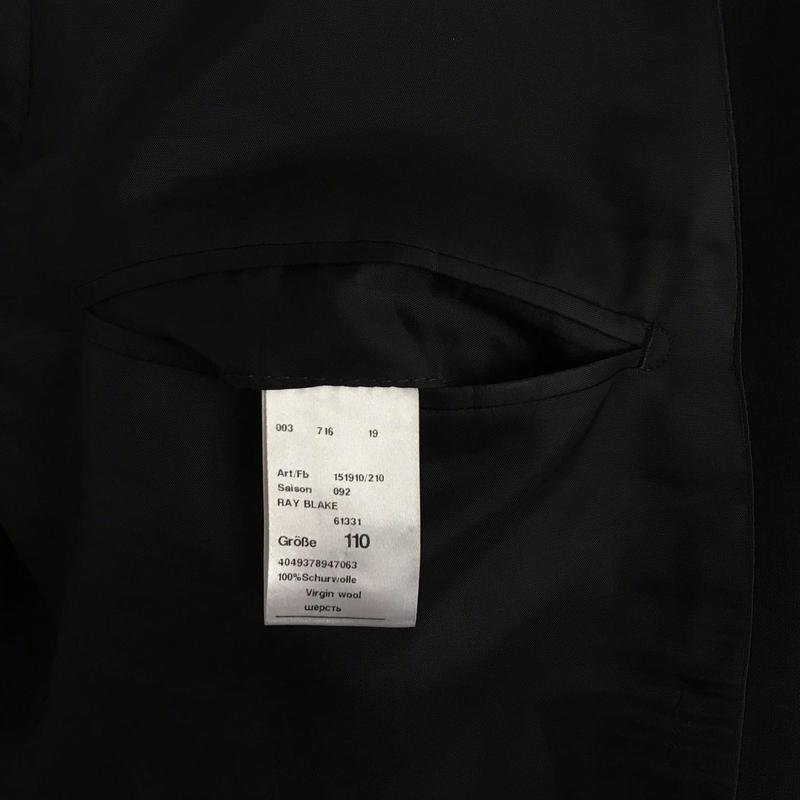 003 716 19
Art/Fb 151910/210
Saison 092
RAY BLAKE
61331
Größe 110
4049378947063
100%Schurwolle
Virgin wool
шерсть